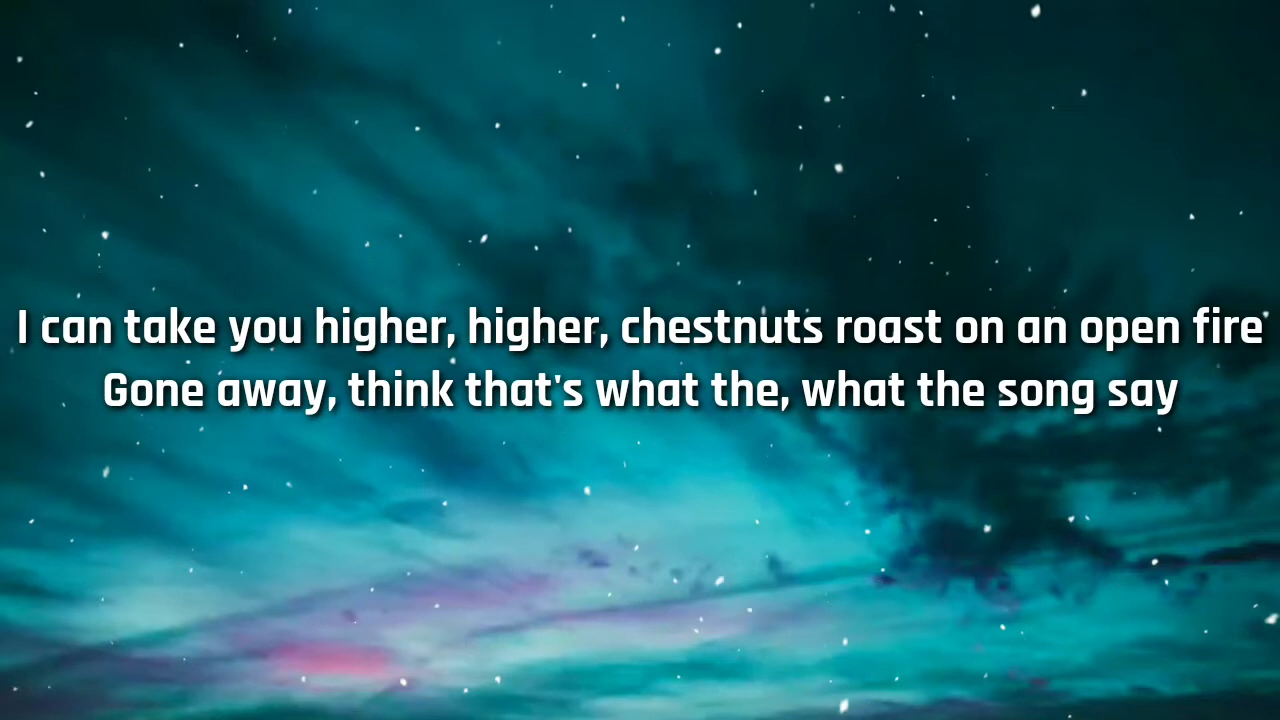 I can take you higher, higher, chestnuts roast on an open fire
Gone away, think that's what the, what the song say